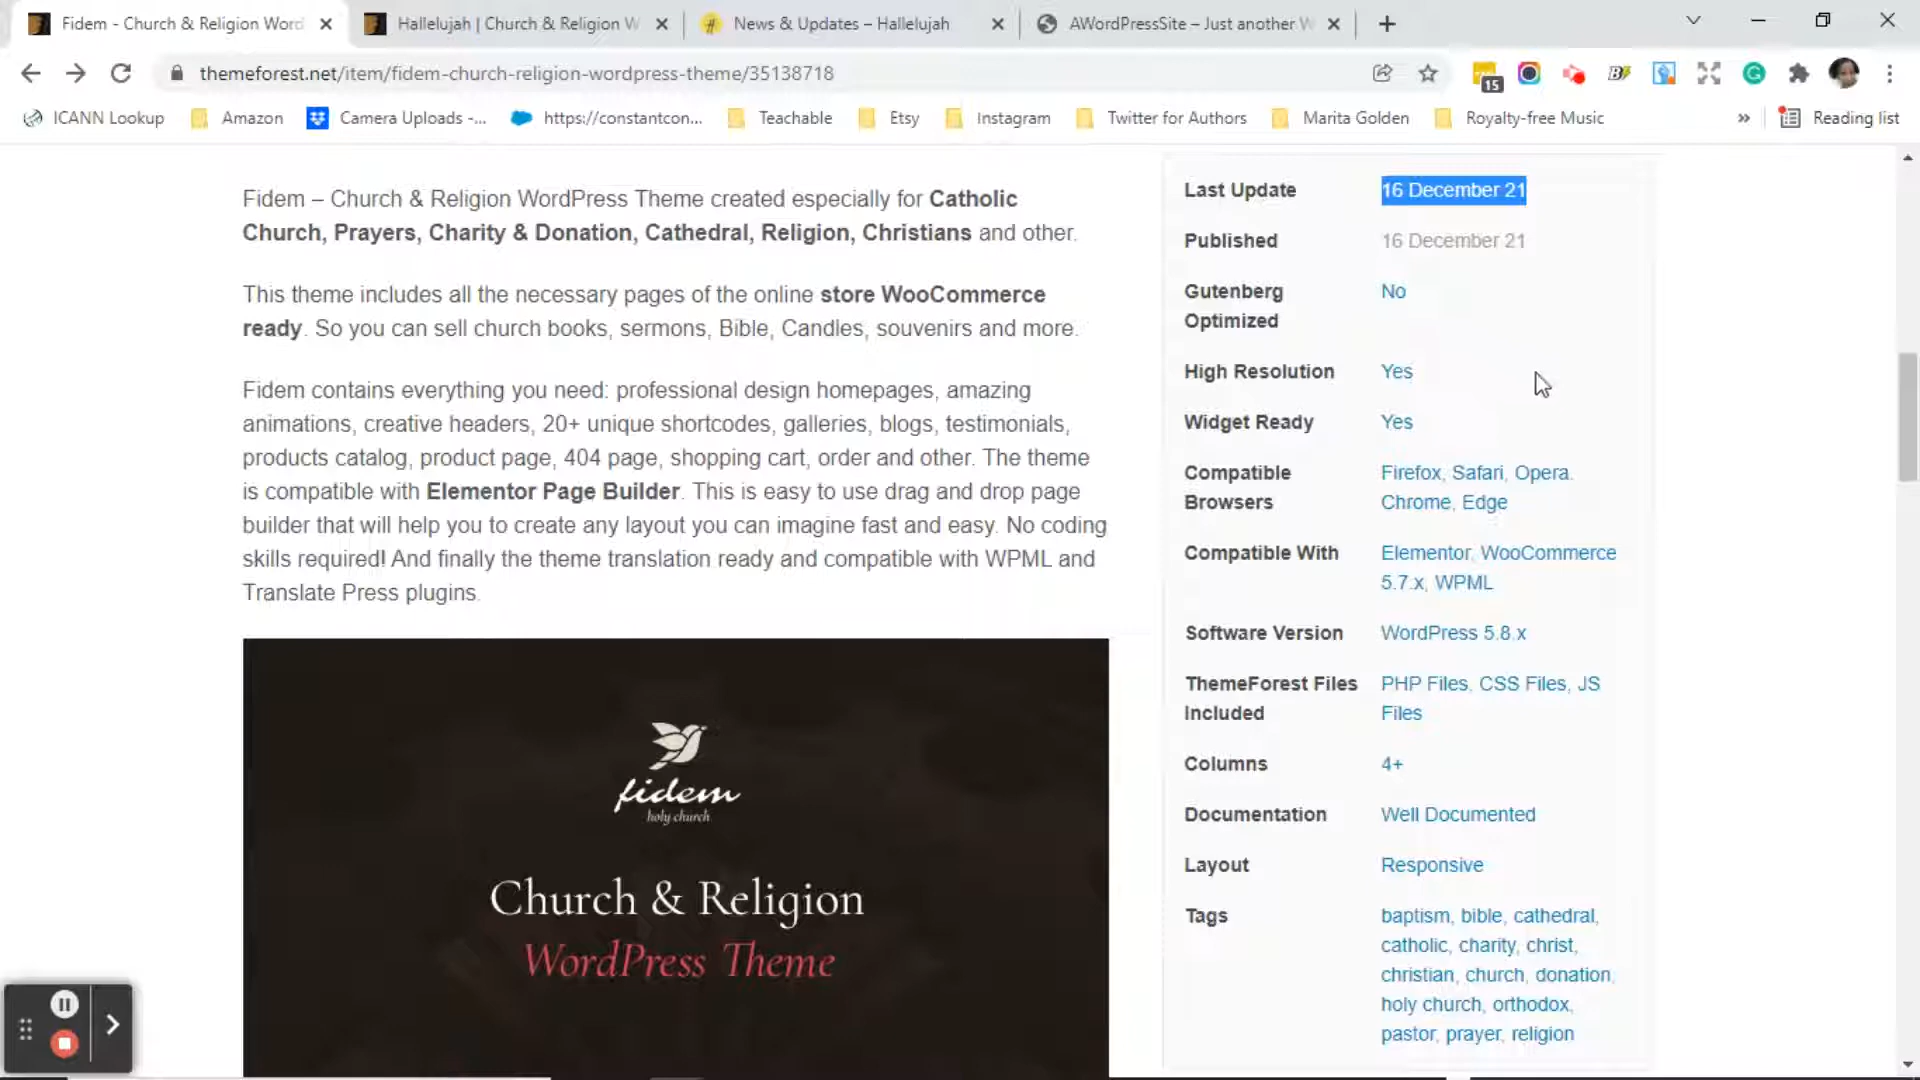 Fidem - Church & Religion Word
Hallelujah | Church & Religion W
News & Updates – Hallelujah
AWordPressSite – Just another W
themeforest.net/item/fidem-church-religion-wordpress-theme/35138718
15
ICANN Lookup
Amazon
Camera Uploads -...
https://constantcon...
Teachable
Etsy
Instagram
Twitter for Authors
Marita Golden
Royalty-free Music
»
Reading list
Fidem – Church & Religion WordPress Theme created especially for Catholic
Church, Prayers, Charity & Donation, Cathedral, Religion, Christians and other.
This theme includes all the necessary pages of the online store WooCommerce
ready. So you can sell church books, sermons, Bible, Candles, souvenirs and more.
Fidem contains everything you need: professional design homepages, amazing
animations, creative headers, 20+ unique shortcodes, galleries, blogs, testimonials,
products catalog, product page, 404 page, shopping cart, order and other. The theme
is compatible with Elementor Page Builder. This is easy to use drag and drop page
builder that will help you to create any layout you can imagine fast and easy. No coding
skills required! And finally the theme translation ready and compatible with WPML and
Translate Press plugins.
fidem
holy church
Church & Religion
WordPress Theme
Last Update 16 December 21
Published 16 December 21
Gutenberg No
Optimized
High Resolution Yes
Widget Ready Yes
Compatible Firefox, Safari, Opera,
Browsers Chrome, Edge
Compatible With Elementor, WooCommerce
5.7.x, WPML
Software Version WordPress 5.8.x
ThemeForest Files PHP Files, CSS Files, JS
Included Files
Columns 4+
Documentation Well Documented
Layout Responsive
Tags baptism, bible, cathedral,
catholic, charity, christ,
christian, church, donation,
holy church, orthodox,
pastor, prayer, religion